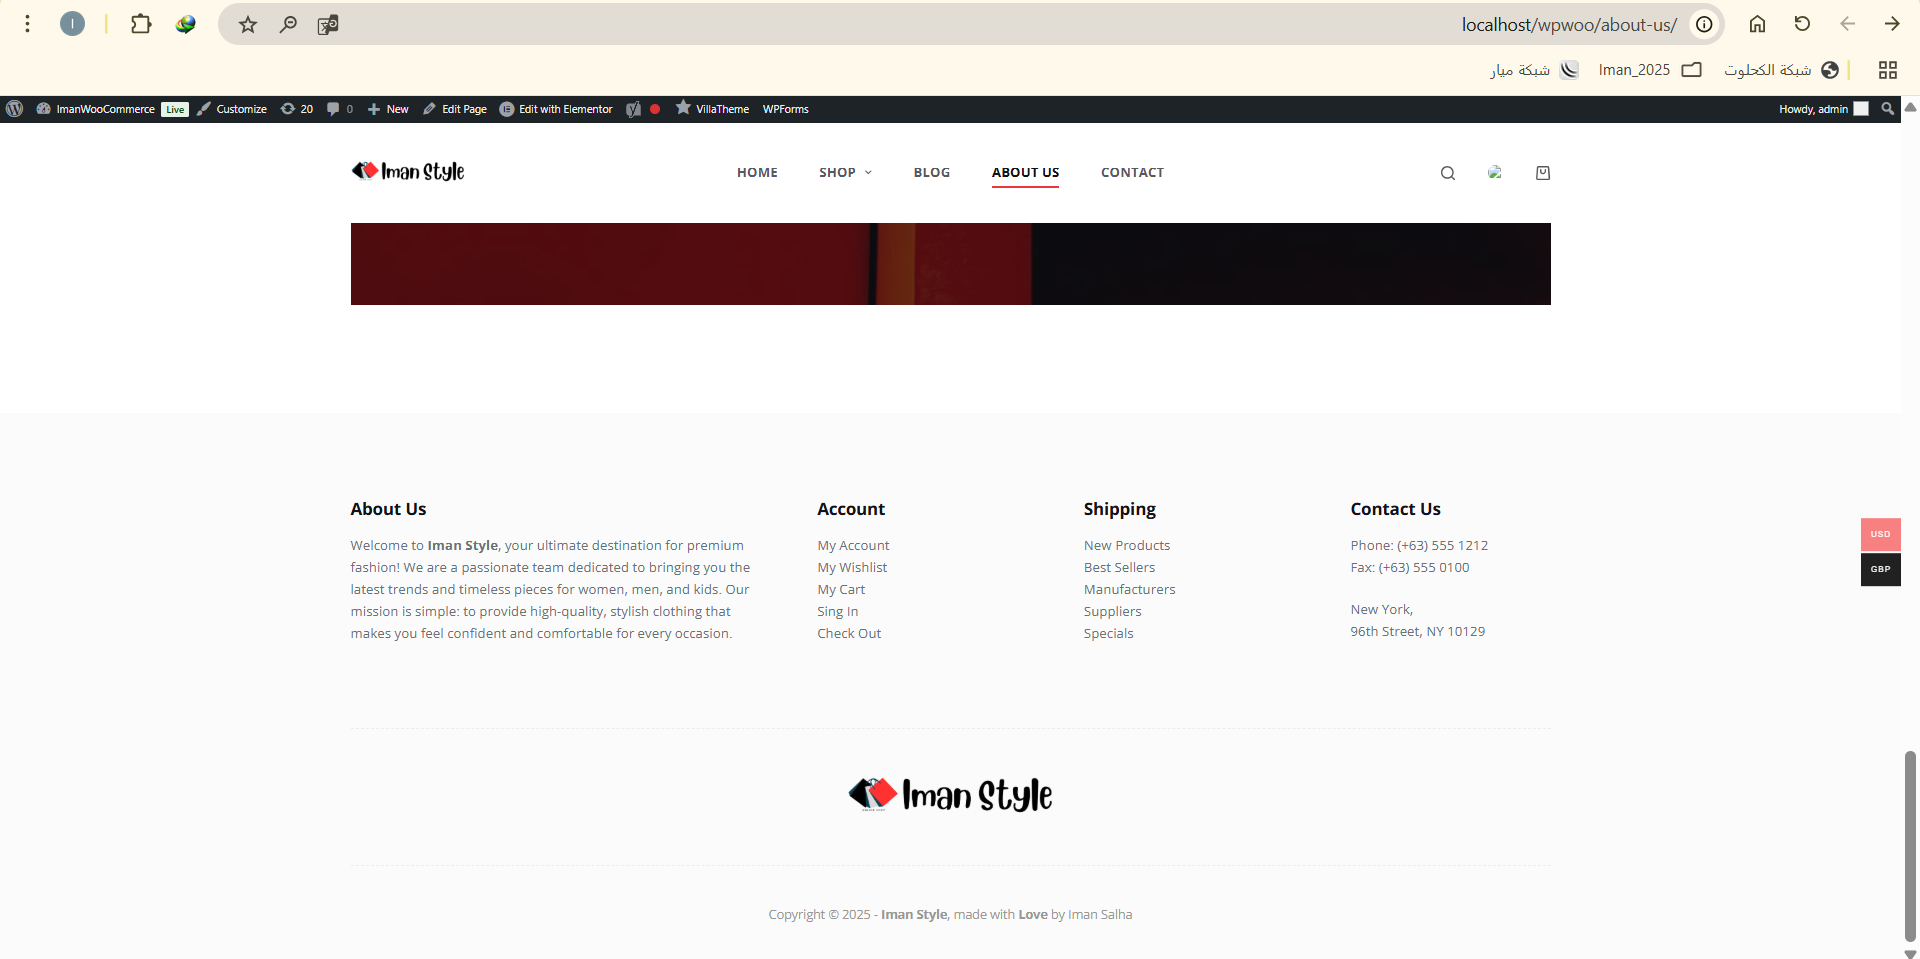 I
localhost/wpwoo/about-us/
شبكة الكحلوت
Iman_2025
شبكة ميار
ImanWooCommerce Live Customize 20 0 New Edit Page Edit with Elementor VillaTheme WPForms Howdy, admin
Iman Style
HOME SHOP BLOG ABOUT US CONTACT
About Us
Welcome to Iman Style, your ultimate destination for premium
fashion! We are a passionate team dedicated to bringing you the
latest trends and timeless pieces for women, men, and kids. Our
mission is simple: to provide high-quality, stylish clothing that
makes you feel confident and comfortable for every occasion.
Account
My Account
My Wishlist
My Cart
Sing In
Check Out
Shipping
New Products
Best Sellers
Manufacturers
Suppliers
Specials
Contact Us
Phone: (+63) 555 1212
Fax: (+63) 555 0100
New York,
96th Street, NY 10129
USD
GBP
Iman Style
Copyright © 2025 - Iman Style, made with Love by Iman Salha